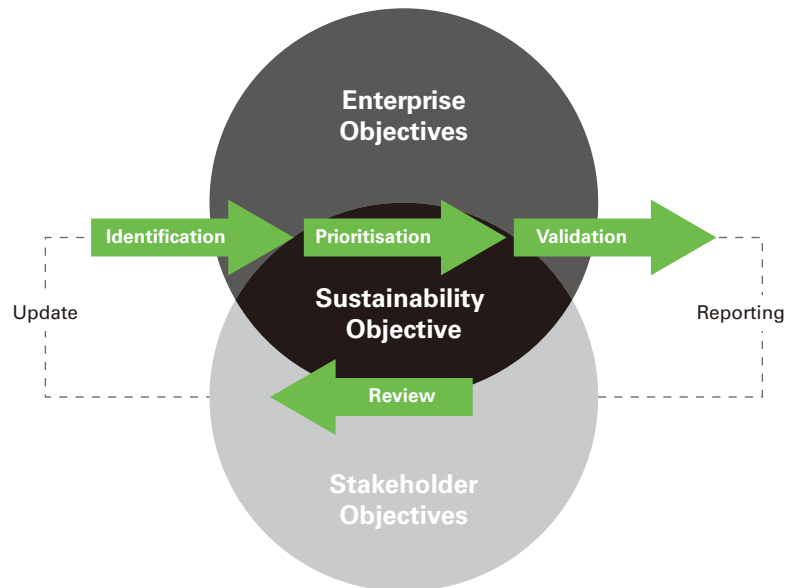 Enterprise
Objectives
Identification
Prioritisation
Validation
Sustainability
Objective
Update
Reporting
Review
Stakeholder
Objectives